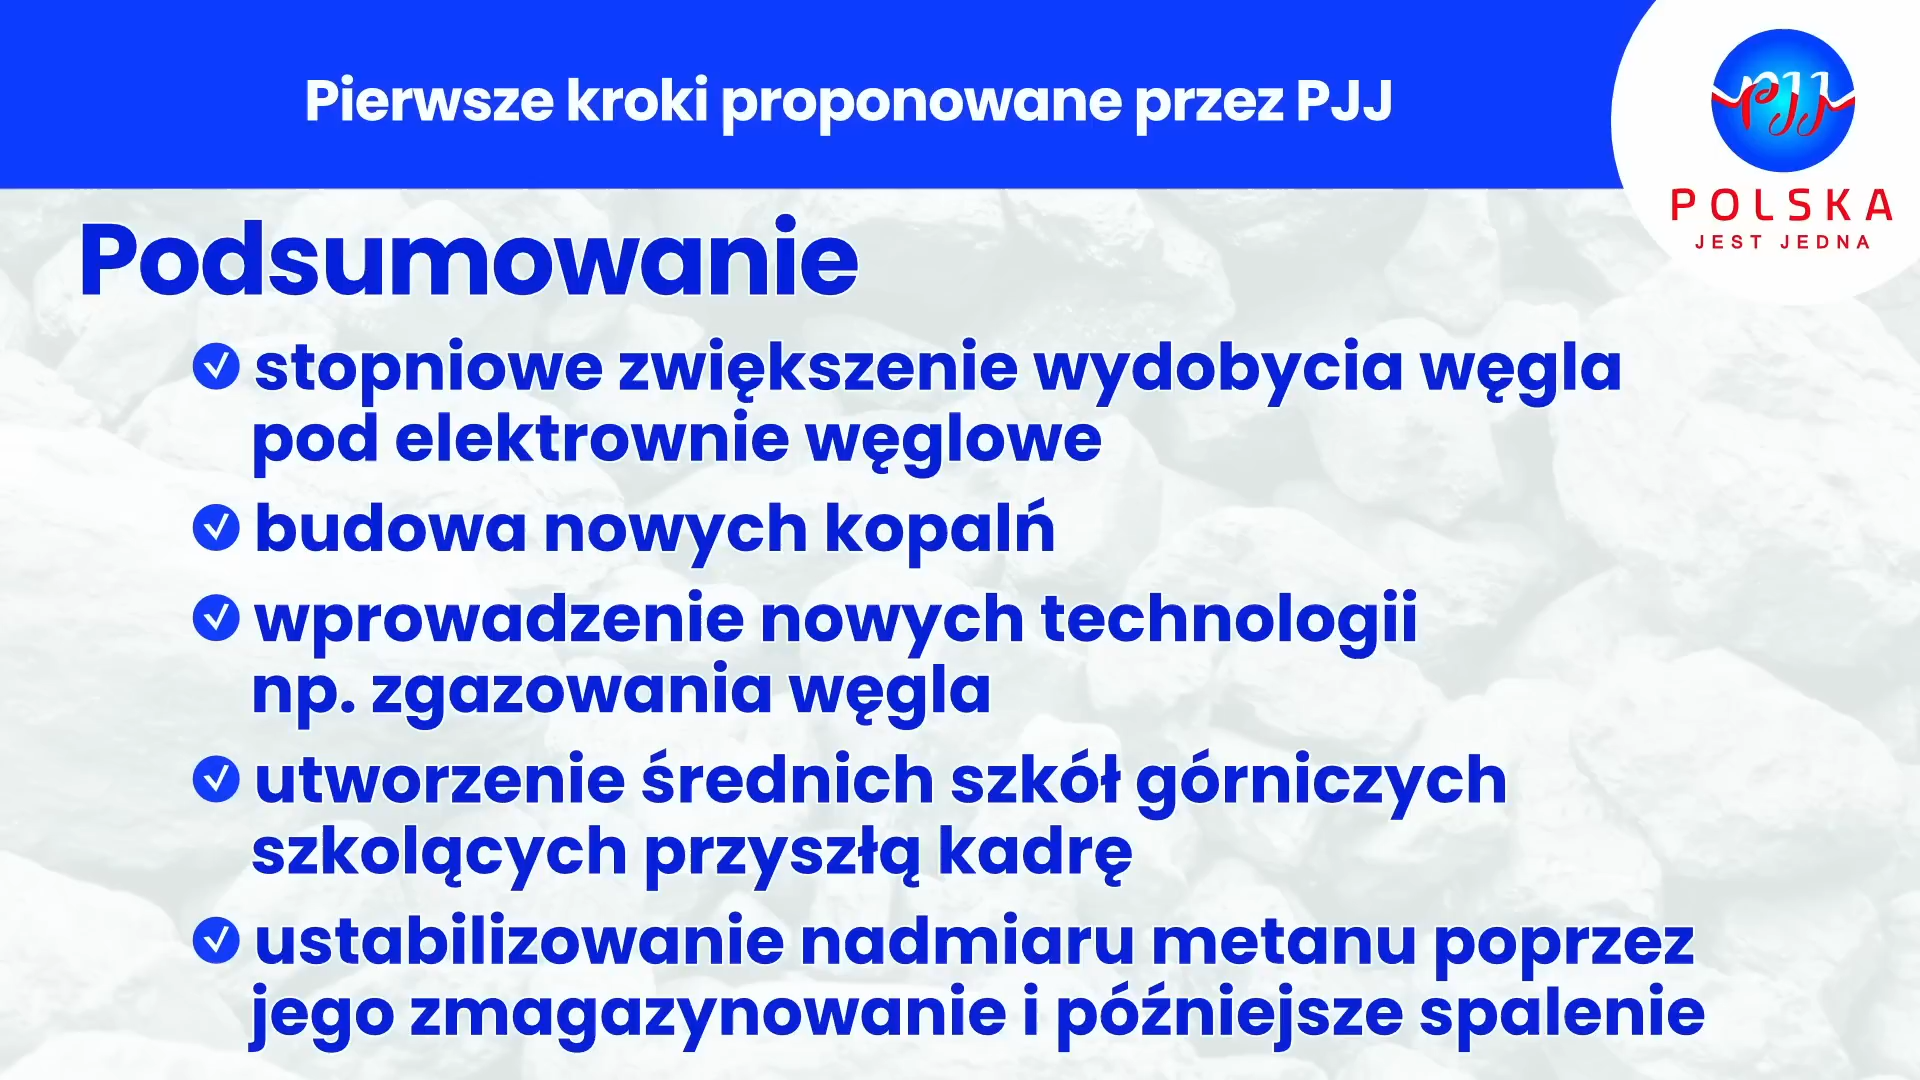 Pierwsze kroki proponowane przez PJJ
PJJ
POLSKA
JEST JEDNA
Podsumowanie
stopniowe zwiększenie wydobycia węgla
pod elektrownie węglowe
budowa nowych kopalń
wprowadzenie nowych technologii
np. zgazowania węgla
utworzenie średnich szkół górniczych
szkolących przyszłą kadrę
ustabilizowanie nadmiaru metanu poprzez
jego zmagazynowanie i późniejsze spalenie